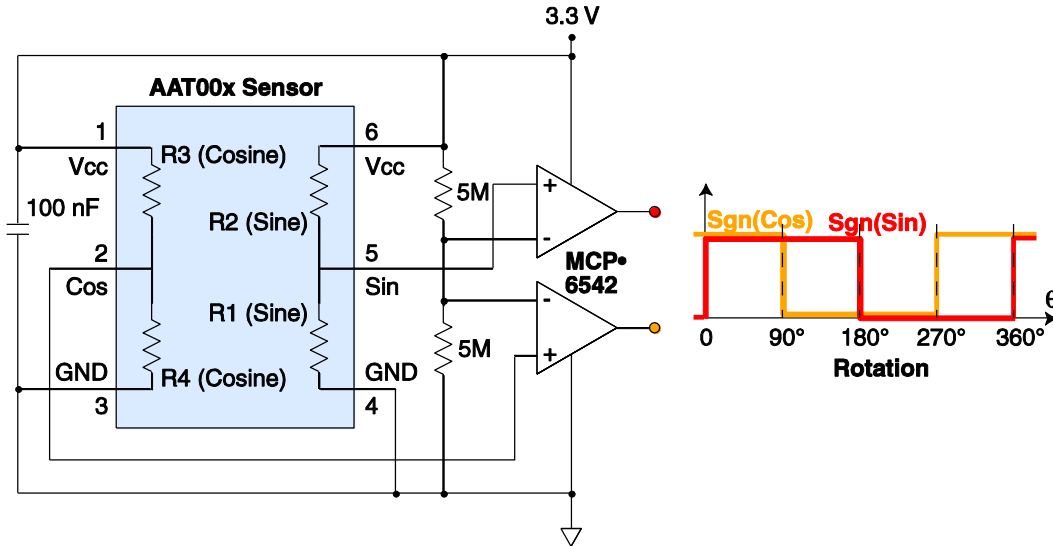 3.3 V
AAT00x Sensor
1
Vcc
R3 (Cosine)
6
Vcc
100 nF
R2 (Sine)
5M
+
-
2
Cos
5
Sin
MCP•
6542
R1 (Sine)
-
+
5M
GND
3
R4 (Cosine)
GND
4
Sgn(Cos)
Sgn(Sin)
θ
0
90°
180°
270°
360°
Rotation